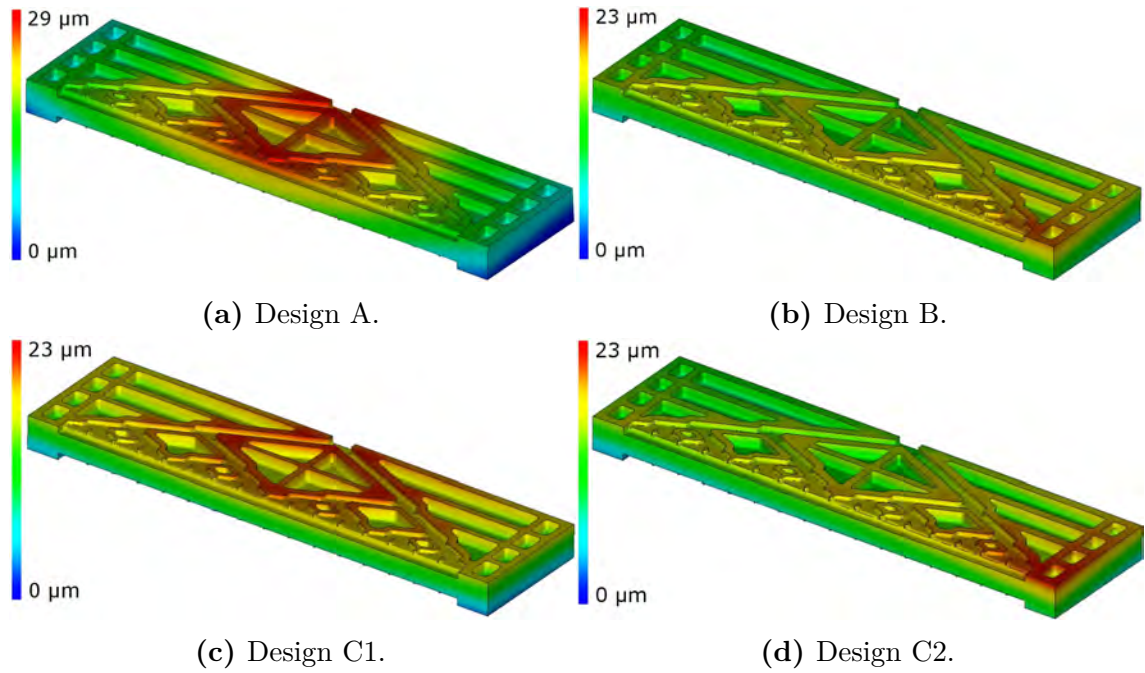 29 µm
0 µm
(a) Design A.
23 µm
0 µm
(b) Design B.
23 µm
0 µm
(c) Design C1.
23 µm
0 µm
(d) Design C2.